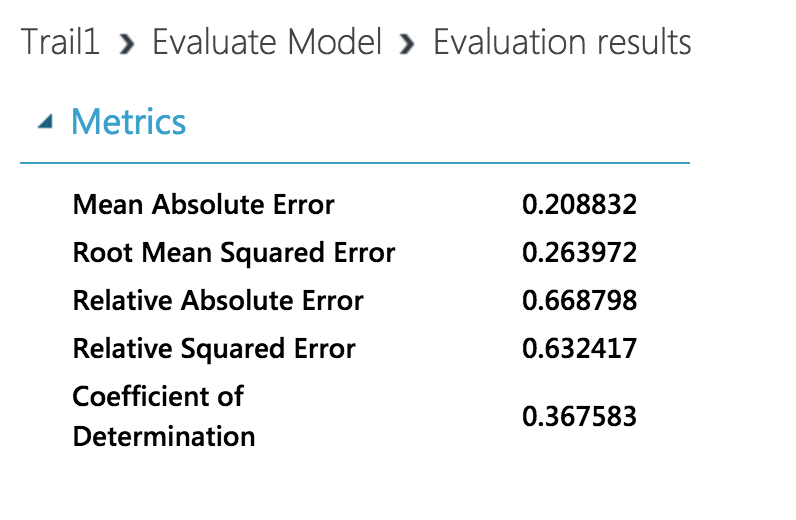 Trail1 › Evaluate Model › Evaluation results
Metrics
Mean Absolute Error 0.208832
Root Mean Squared Error 0.263972
Relative Absolute Error 0.668798
Relative Squared Error 0.632417
Coefficient of
Determination 0.367583